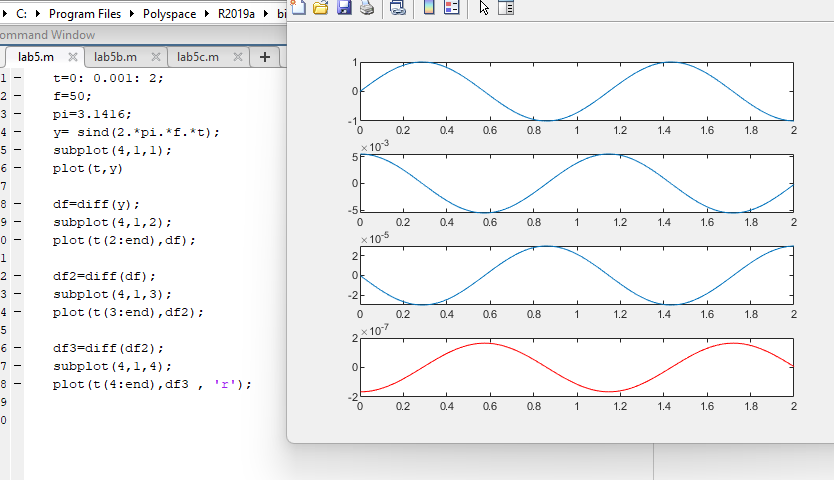 C: Program Files Polyspace R2019a
ommand Window
lab5.m lab5b.m lab5c.m +
1 t=0: 0.001: 2;
2 f=50;
3 pi=3.1416;
4 y= sind(2.*pi.*f.*t);
5 subplot(4,1,1);
6 plot(t,y)
7
8 df=diff(y);
9 subplot(4,1,2);
0 plot(t(2:end),df);
1
2 df2=diff(df);
3 subplot(4,1,3);
4 plot(t(3:end),df2);
5
6 df3=diff(df2);
7 subplot(4,1,4);
8 plot(t(4:end),df3 , 'r');
9
0
1
0
-1
0 0.2 0.4 0.6 0.8 1 1.2 1.4 1.6 1.8 2
×10⁻³
5
0
-5
0 0.2 0.4 0.6 0.8 1 1.2 1.4 1.6 1.8 2
×10⁻⁵
2
0
-2
0 0.2 0.4 0.6 0.8 1 1.2 1.4 1.6 1.8 2
×10⁻⁷
2
0
-2
0 0.2 0.4 0.6 0.8 1 1.2 1.4 1.6 1.8 2